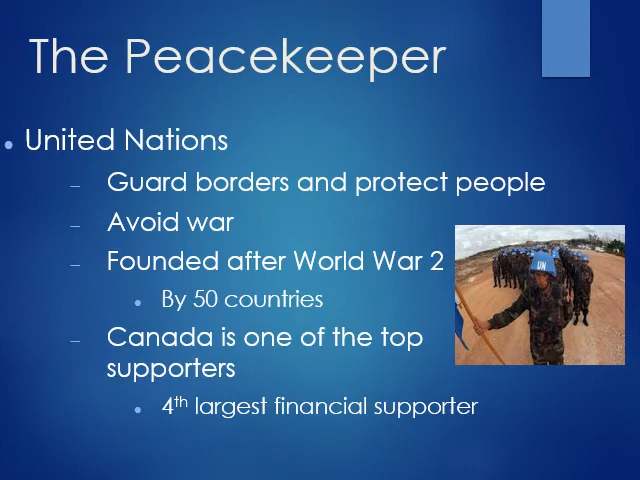 The Peacekeeper
• United Nations
– Guard borders and protect people
– Avoid war
– Founded after World War 2
• By 50 countries
– Canada is one of the top
supporters
• 4th largest financial supporter
UN